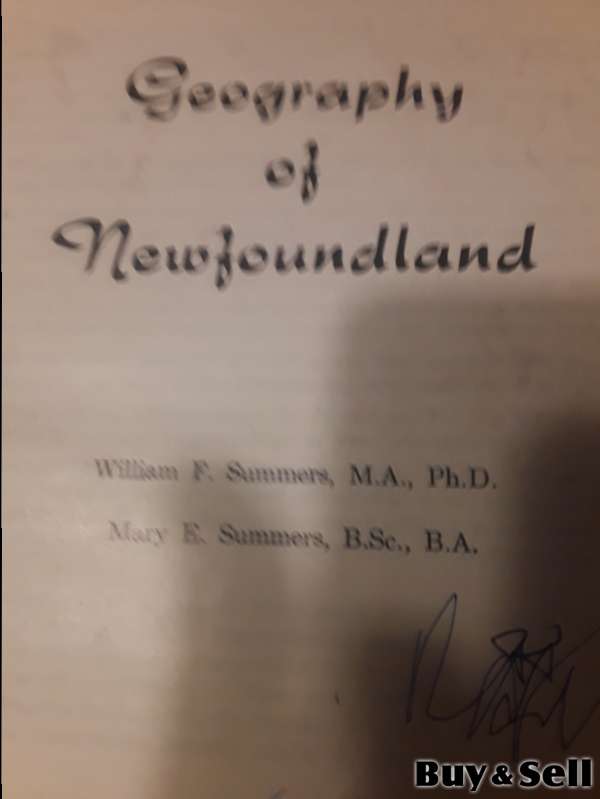 Geography
of
Newfoundland
William F. Summers, M.A., Ph.D.
Mary E. Summers, B.Sc., B.A.
Buy & Sell